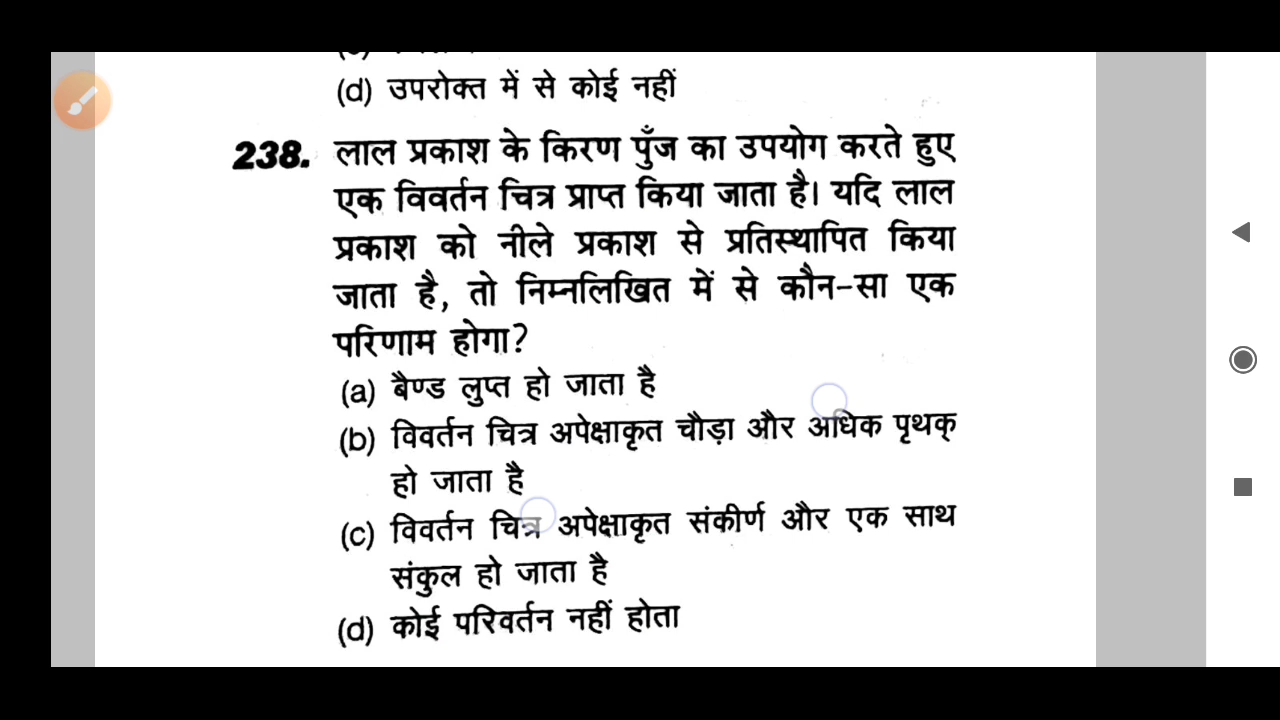 (d) उपरोक्त में से कोई नहीं
238. लाल प्रकाश के किरण पुँज का उपयोग करते हुए
एक विवर्तन चित्र प्राप्त किया जाता है। यदि लाल
प्रकाश को नीले प्रकाश से प्रतिस्थापित किया
जाता है, तो निम्नलिखित में से कौन-सा एक
परिणाम होगा?
(a) बैण्ड लुप्त हो जाता है
(b) विवर्तन चित्र अपेक्षाकृत चौड़ा और अधिक पृथक्
हो जाता है
(c) विवर्तन चित्र अपेक्षाकृत संकीर्ण और एक साथ
संकुल हो जाता है
(d) कोई परिवर्तन नहीं होता